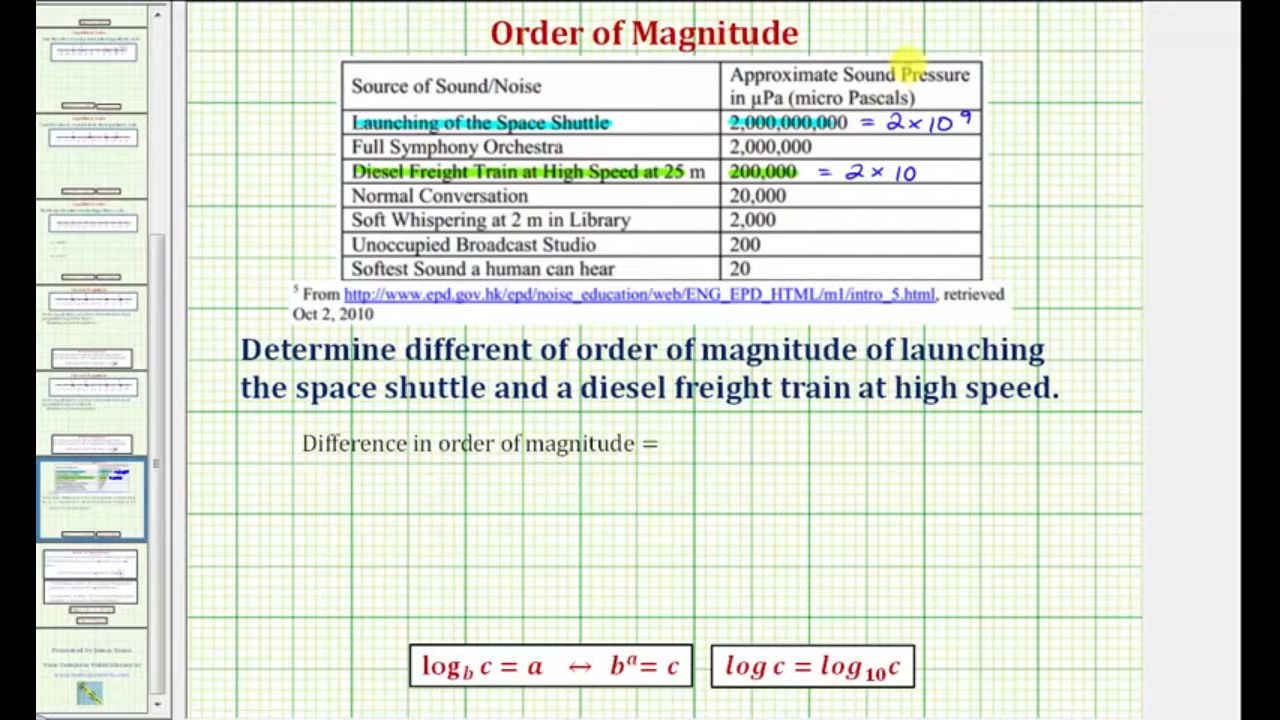 Order of Magnitude
Source of Sound/Noise
Approximate Sound Pressure
in µPa (micro Pascals)
Launching of the Space Shuttle 2,000,000,000 = 2 × 10⁹
Full Symphony Orchestra 2,000,000
Diesel Freight Train at High Speed at 25 m 200,000 = 2 × 10
Normal Conversation 20,000
Soft Whispering at 2 m in Library 2,000
Unoccupied Broadcast Studio 200
Softest Sound a human can hear 20
⁵ From http://www.epd.gov.hk/epd/noise_education/web/ENG_EPD_HTML/m1/intro_5.html, retrieved
Oct 2, 2010
Determine different of order of magnitude of launching
the space shuttle and a diesel freight train at high speed.
Difference in order of magnitude =
log_b c = a ↔ bᵃ = c
log c = log₁₀ c